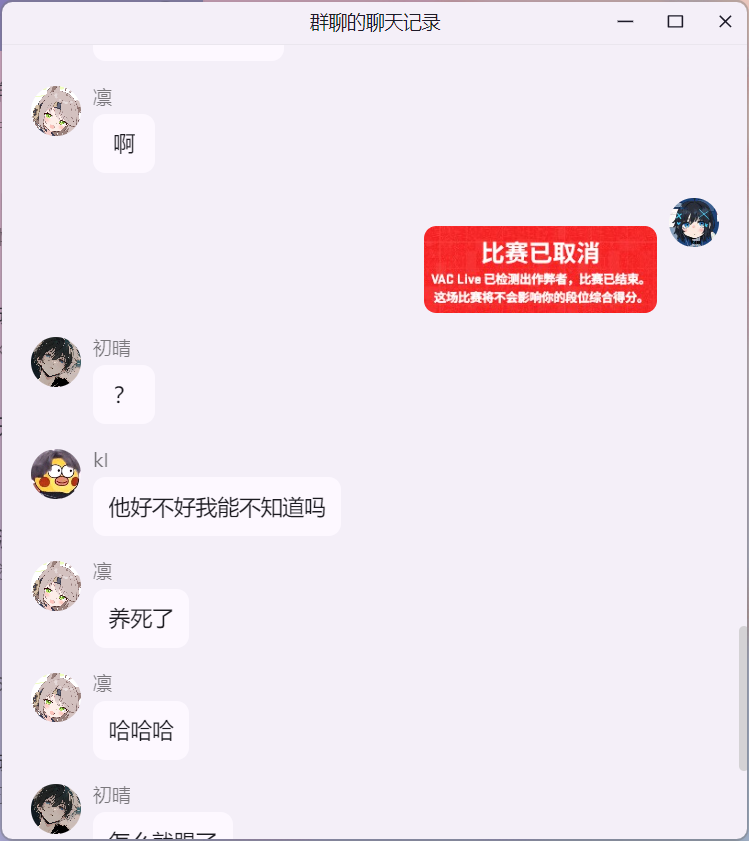 群聊的聊天记录
凛
啊
比赛已取消
VAC Live 已检测出作弊者，比赛已结束。
这场比赛将不会影响你的段位综合得分。
初晴
？
kl
他好不好我能不知道吗
凛
养死了
凛
哈哈哈
初晴